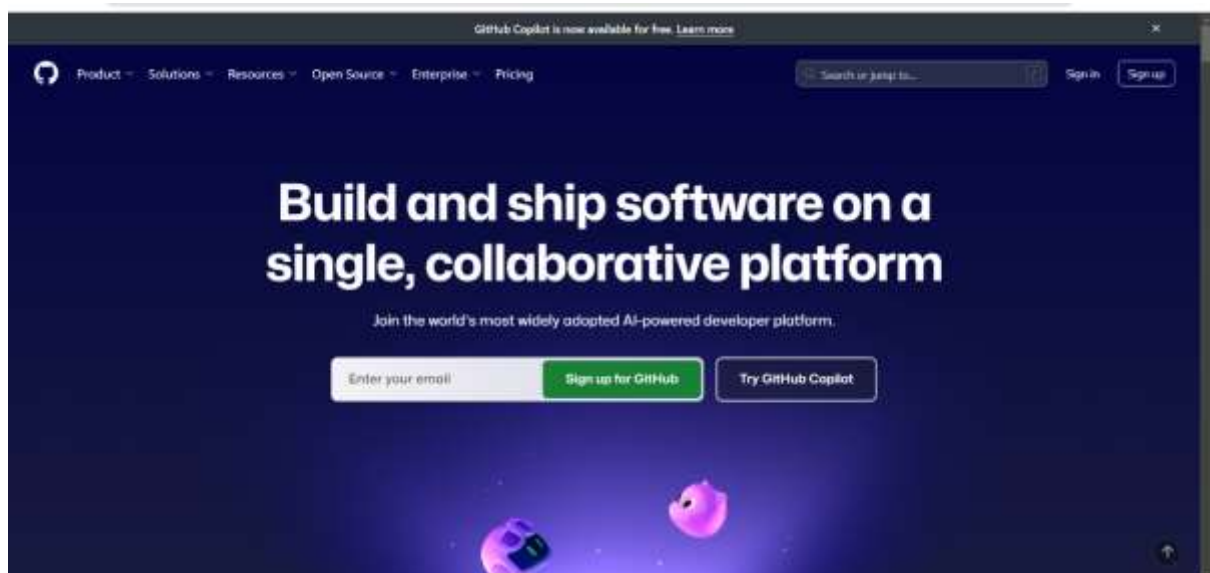 GitHub Copilot is now available for free. Learn more
Product Solutions Resources Open Source Enterprise Pricing Search or jump to... Sign in Sign up
Build and ship software on a
single, collaborative platform
Join the world's most widely adopted AI-powered developer platform.
Enter your email Sign up for GitHub Try GitHub Copilot